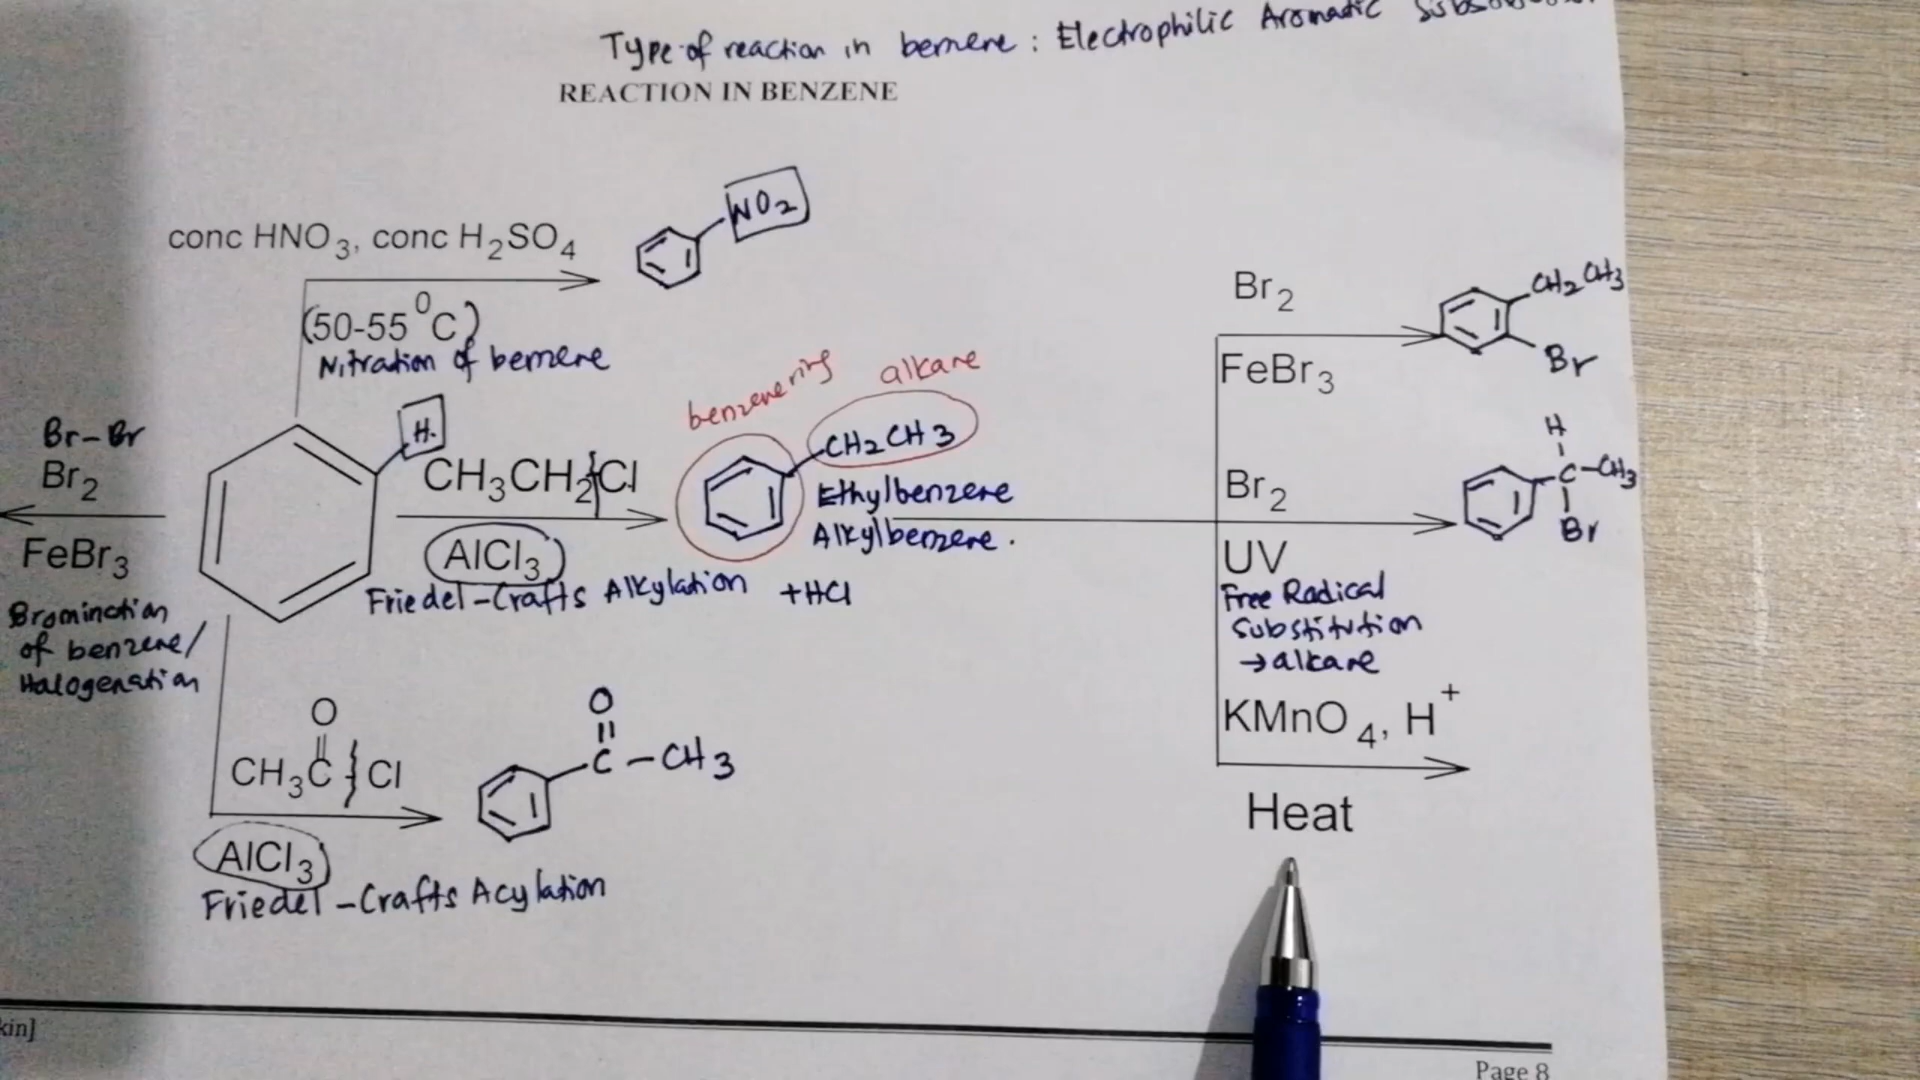 Type of reaction in benzene : Electrophilic Aromatic
REACTION IN BENZENE
NO2
conc HNO3, conc H2SO4
(50-55 0C)
Nitration of benzene
Br2
FeBr3
CH2CH3
Br
benzene ring
alkane
Br-Br
Br2
FeBr3
Bromination
of benzene/
Halogenation
H
CH3CH2Cl
AlCl3
Friedel-Crafts Alkylation
+HCl
CH2CH3
Ethylbenzene
Alkylbenzene.
Br2
UV
Free Radical
Substitution
→alkane
H
C-CH3
Br
KMnO4, H+
Heat
O
CH3C Cl
AlCl3
Friedel-Crafts Acylation
O
C-CH3
kin]
Page 8